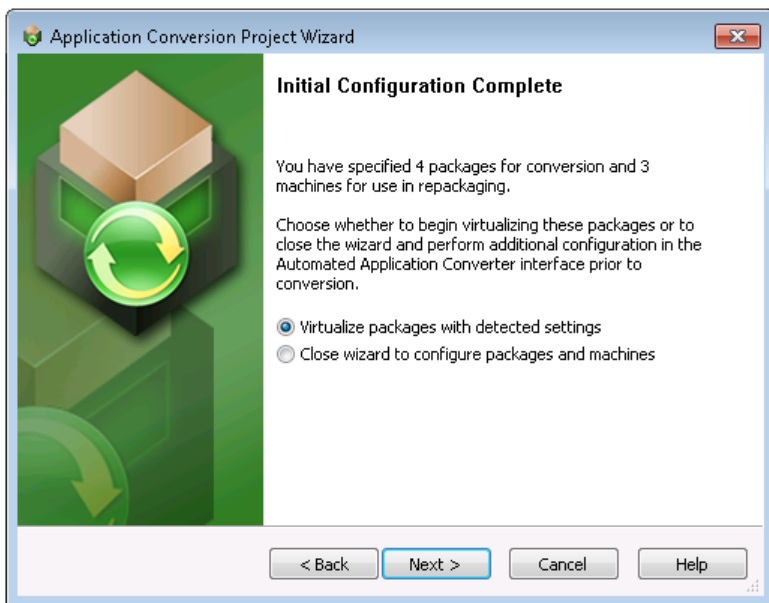 Application Conversion Project Wizard
Initial Configuration Complete
You have specified 4 packages for conversion and 3
machines for use in repackaging.
Choose whether to begin virtualizing these packages or to
close the wizard and perform additional configuration in the
Automated Application Converter interface prior to
conversion.
Virtualize packages with detected settings
Close wizard to configure packages and machines
< Back
Next >
Cancel
Help